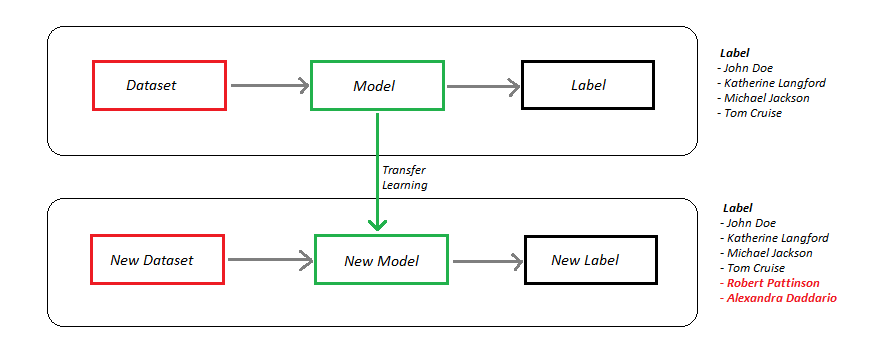 Dataset
Model
Label
Label
- John Doe
- Katherine Langford
- Michael Jackson
- Tom Cruise
Transfer
Learning
New Dataset
New Model
New Label
Label
- John Doe
- Katherine Langford
- Michael Jackson
- Tom Cruise
- Robert Pattinson
- Alexandra Daddario